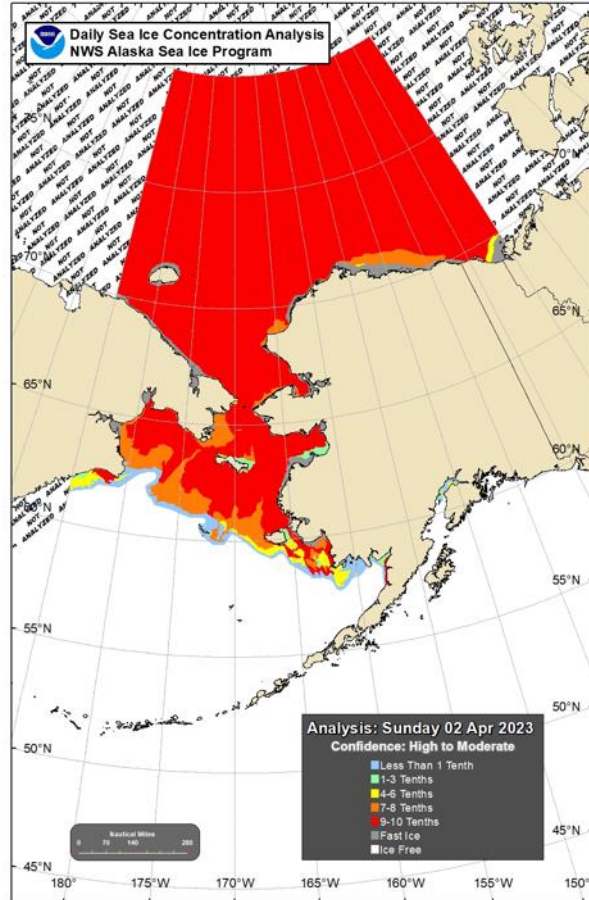 NOAA
Daily Sea Ice Concentration Analysis
NWS Alaska Sea Ice Program
NOT ANALYZED
75°N
70°N
70°N
65°N
65°N
60°N
60°N
55°N
55°N
50°N
50°N
45°N
45°N
Analysis: Sunday 02 Apr 2023
Confidence: High to Moderate
Less Than 1 Tenth
1-3 Tenths
4-6 Tenths
7-8 Tenths
9-10 Tenths
Fast Ice
Ice Free
Nautical Miles
0 70 140 280
180° 175°W 170°W 165°W 160°W 155°W 150°W